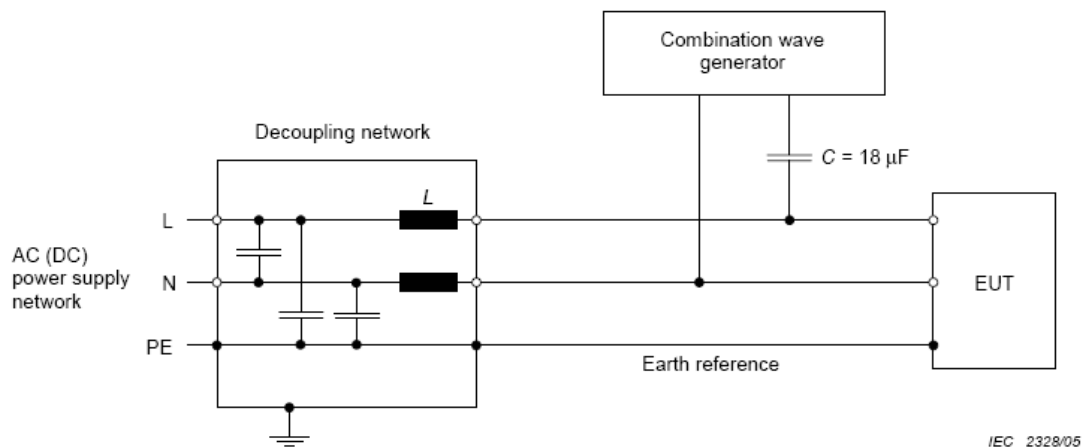 Combination wave
generator
Decoupling network
C = 18 μF
L
L
AC (DC)
power supply
network
N
EUT
PE
Earth reference
IEC 2328/05